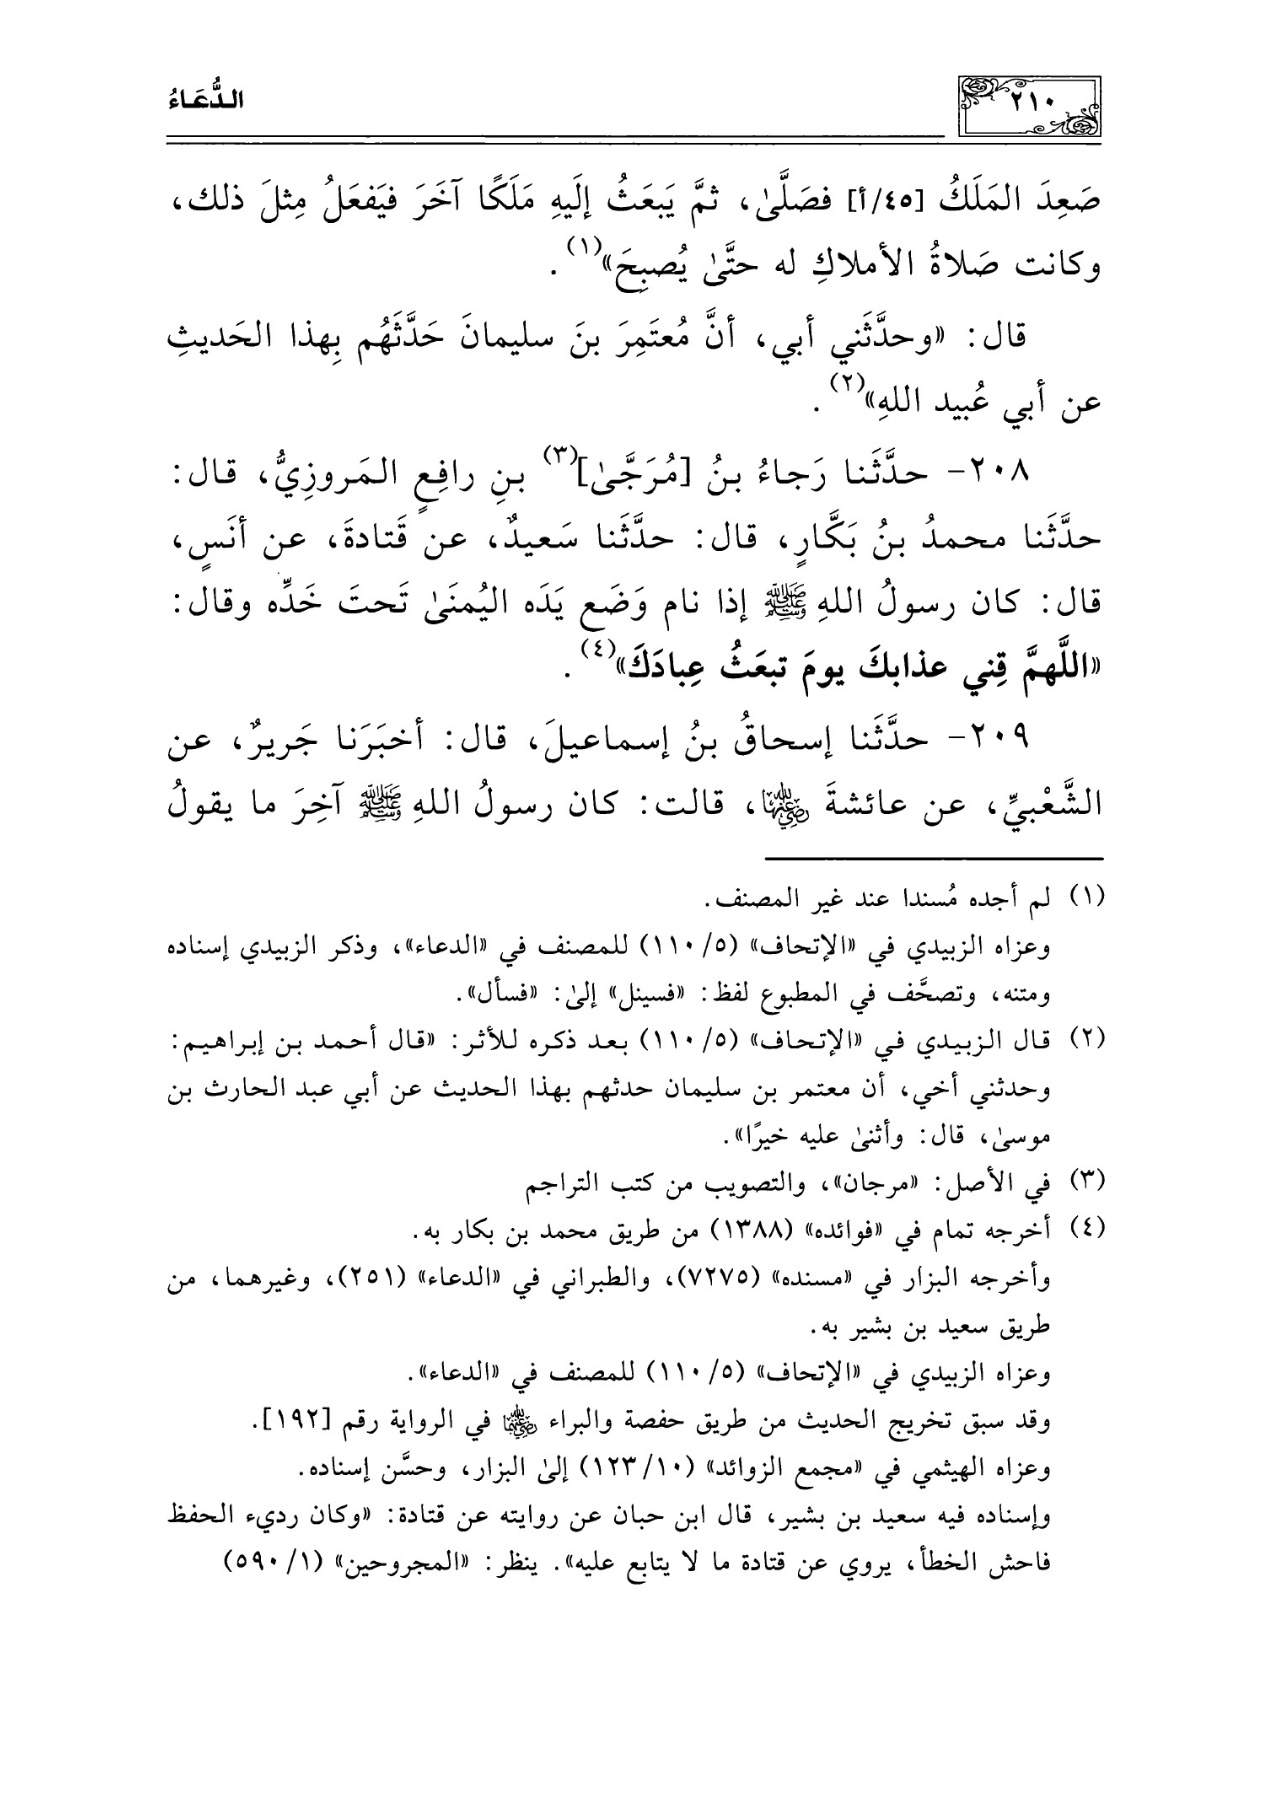 ٢١٠
الدُّعَاءُ
صَعِدَ المَلَكُ [٤٥/أ] فصَلَّىٰ، ثمَّ يَبعَثُ إلَيهِ مَلَكًا آخَرَ فيَفعَلُ مِثلَ ذلك،
وكانت صَلاةُ الأملاكِ له حتَّىٰ يُصبِحَ»(١).
قال: «وحدَّثَني أبي، أنَّ مُعتَمِرَ بنَ سليمانَ حَدَّثَهُم بِهذا الحَديثِ
عن أبي عُبيد اللهِ»(٢).
٢٠٨- حدَّثَنا رَجاءُ بنُ [مُرَجَّىٰ](٣) بنِ رافِعٍ المَروزِيُّ، قال:
حدَّثَنا محمدُ بنُ بَكَّارٍ، قال: حدَّثَنا سَعيدٌ، عن قَتادةَ، عن أنَسٍ،
قال: كان رسولُ اللهِ ﷺ إذا نام وَضَع يَدَه اليُمنَىٰ تَحتَ خَدِّه وقال:
«اللَّهمَّ قِني عذابكَ يومَ تبعَثُ عِبادَكَ»(٤).
٢٠٩- حدَّثَنا إسحاقُ بنُ إسماعيلَ، قال: أخبَرَنا جَريرٌ، عن
الشَّعْبيِّ، عن عائشةَ رضي الله عنها، قالت: كان رسولُ اللهِ ﷺ آخِرَ ما يقولُ
(١) لم أجده مُسندا عند غير المصنف.
وعزاه الزبيدي في «الإتحاف» (٥/ ١١٠) للمصنف في «الدعاء»، وذكر الزبيدي إسناده
ومتنه، وتصحَّف في المطبوع لفظ: «فسينل» إلىٰ: «فسأل».
(٢) قال الزبيدي في «الإتحاف» (٥/ ١١٠) بعد ذكره للأثر: «قال أحمد بن إبراهيم:
وحدثني أخي، أن معتمر بن سليمان حدثهم بهذا الحديث عن أبي عبد الحارث بن
موسىٰ، قال: وأثنىٰ عليه خيرًا».
(٣) في الأصل: «مرجان»، والتصويب من كتب التراجم
(٤) أخرجه تمام في «فوائده» (١٣٨٨) من طريق محمد بن بكار به.
وأخرجه البزار في «مسنده» (٧٢٧٥)، والطبراني في «الدعاء» (٢٥١)، وغيرهما، من
طريق سعيد بن بشير به.
وعزاه الزبيدي في «الإتحاف» (٥/ ١١٠) للمصنف في «الدعاء».
وقد سبق تخريج الحديث من طريق حفصة والبراء رضي الله عنهما في الرواية رقم [١٩٢].
وعزاه الهيثمي في «مجمع الزوائد» (١٠/ ١٢٣) إلىٰ البزار، وحسَّن إسناده.
وإسناده فيه سعيد بن بشير، قال ابن حبان عن روايته عن قتادة: «وكان رديء الحفظ
فاحش الخطأ، يروي عن قتادة ما لا يتابع عليه». ينظر: «المجروحين» (١/ ٥٩٠)